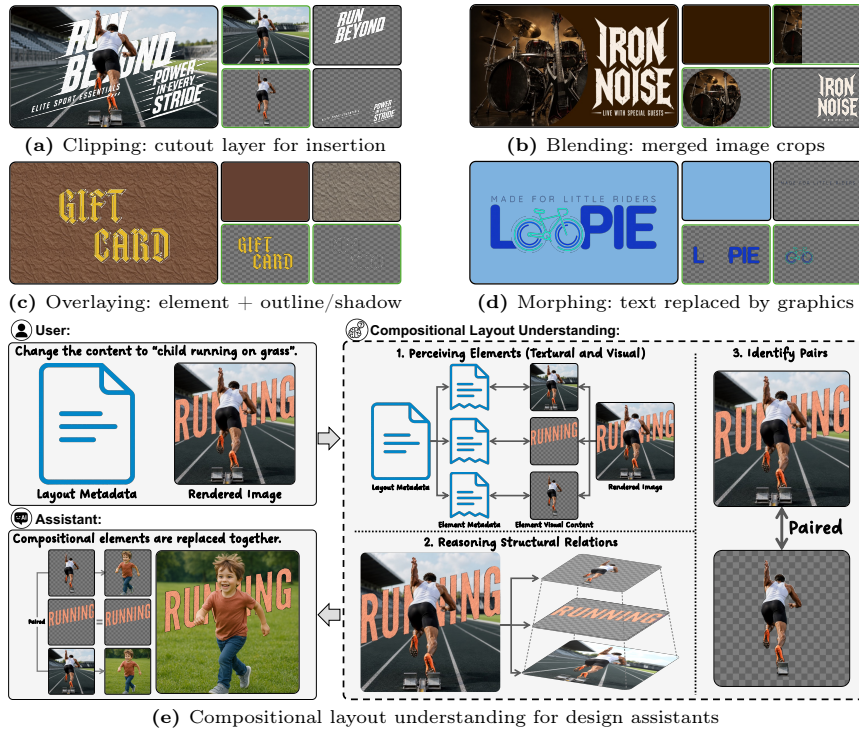 RUN
BEYOND
ELITE SPORT ESSENTIALS
POWER
IN EVERY
STRIDE
RUN
BEYOND
POWER
IN EVERY
STRIDE
(a) Clipping: cutout layer for insertion
IRON
NOISE
LIVE WITH SPECIAL GUESTS
IRON
NOISE
(b) Blending: merged image crops
GIFT
CARD
GIFT
CARD
(c) Overlaying: element + outline/shadow
MADE FOR LITTLE RIDERS
LOOPIE
L PIE
(d) Morphing: text replaced by graphics
User:
Change the content to “child running on grass”.
Layout Metadata
RUNNING
Rendered Image
Assistant:
Compositional elements are replaced together.
Paired
RUNNING
=
RUNNING
RUNNING
Compositional Layout Understanding:
1. Perceiving Elements (Textural and Visual)
Layout Metadata
Element Metadata
RUNNING
Element Visual Content
RUNNING
Rendered Image
2. Reasoning Structural Relations
RUNNING
RUNNING
3. Identify Pairs
RUNNING
Paired
(e) Compositional layout understanding for design assistants